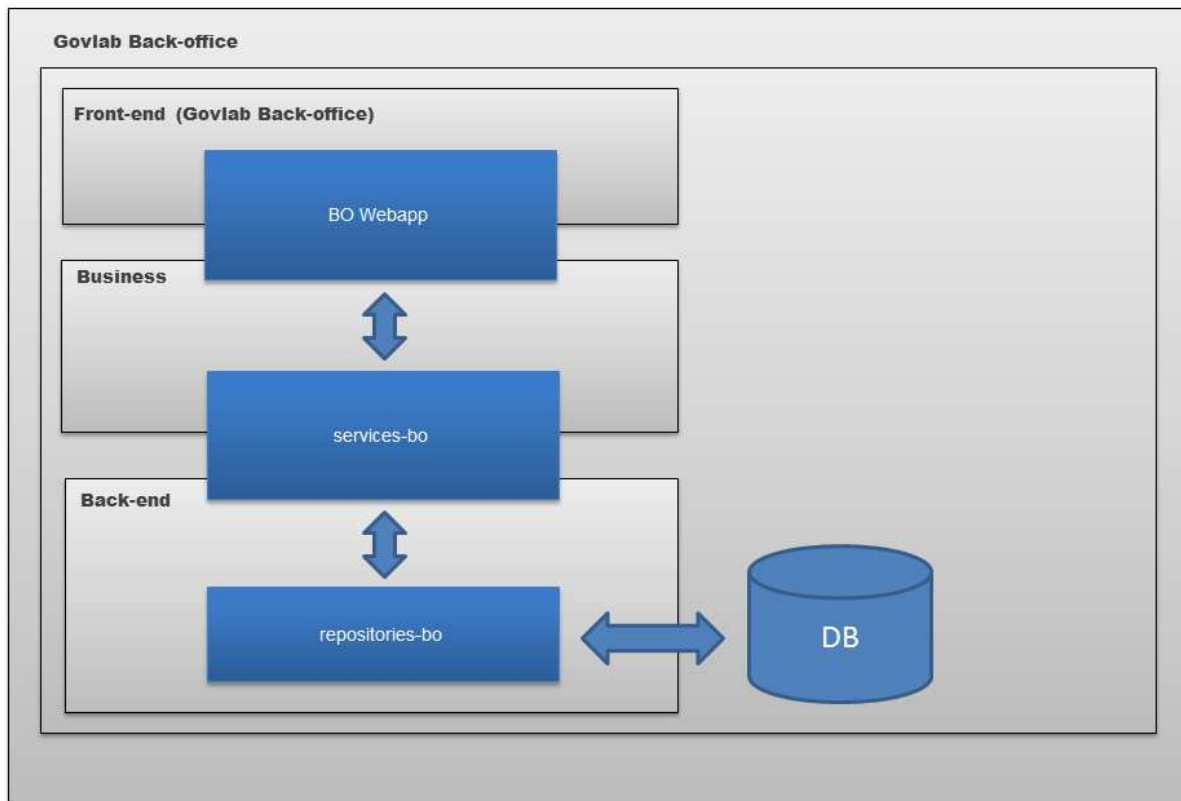 Govlab Back-office
Front-end (Govlab Back-office)
BO Webapp
Business
services-bo
Back-end
repositories-bo
DB